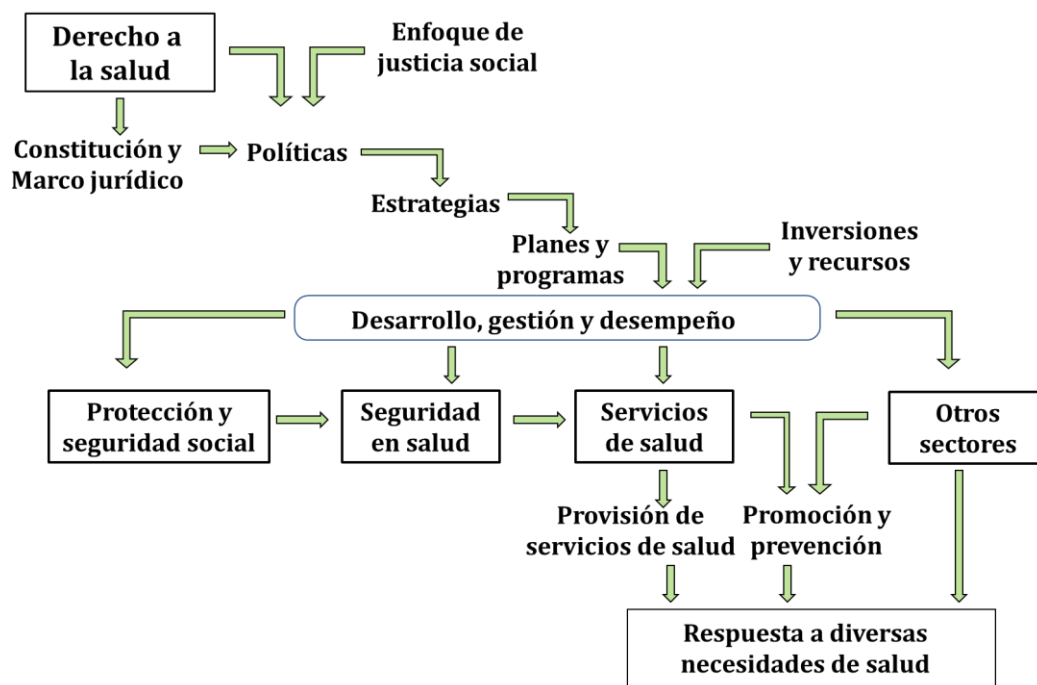 Derecho a
la salud
Enfoque de
justicia social
Constitución y
Marco jurídico
Políticas
Estrategias
Planes y
programas
Inversiones
y recursos
Desarrollo, gestión y desempeño
Protección y
seguridad social
Seguridad
en salud
Servicios
de salud
Otros
sectores
Provisión de
servicios de salud
Promoción y
prevención
Respuesta a diversas
necesidades de salud